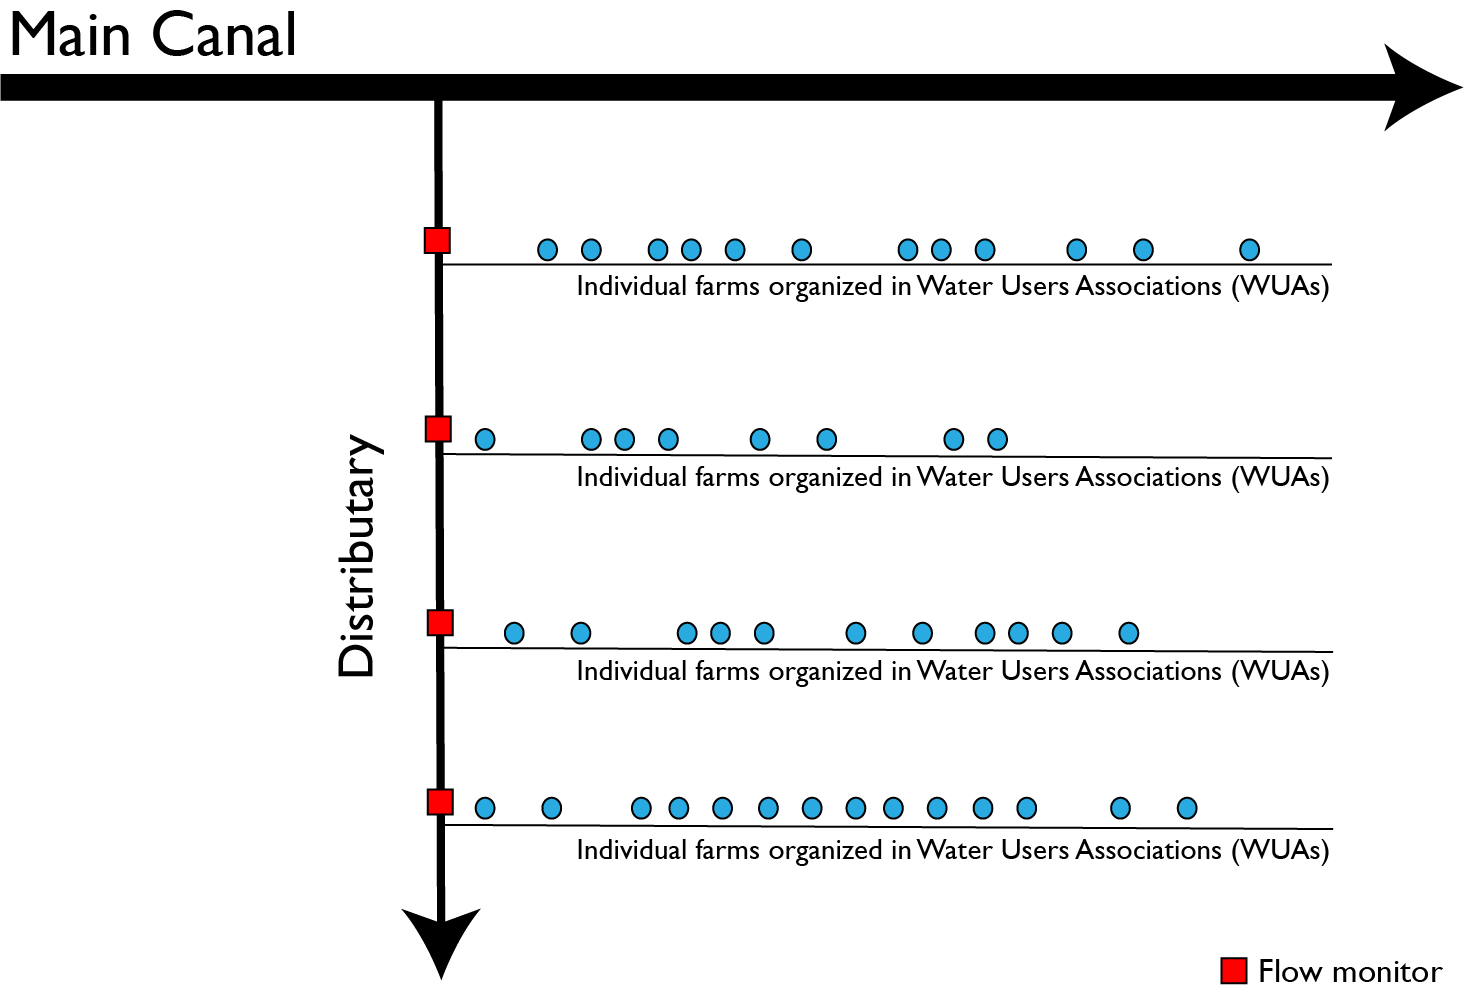 Main Canal
Individual farms organized in Water Users Associations (WUAs)
Individual farms organized in Water Users Associations (WUAs)
Distributary
Individual farms organized in Water Users Associations (WUAs)
Individual farms organized in Water Users Associations (WUAs)
Flow monitor